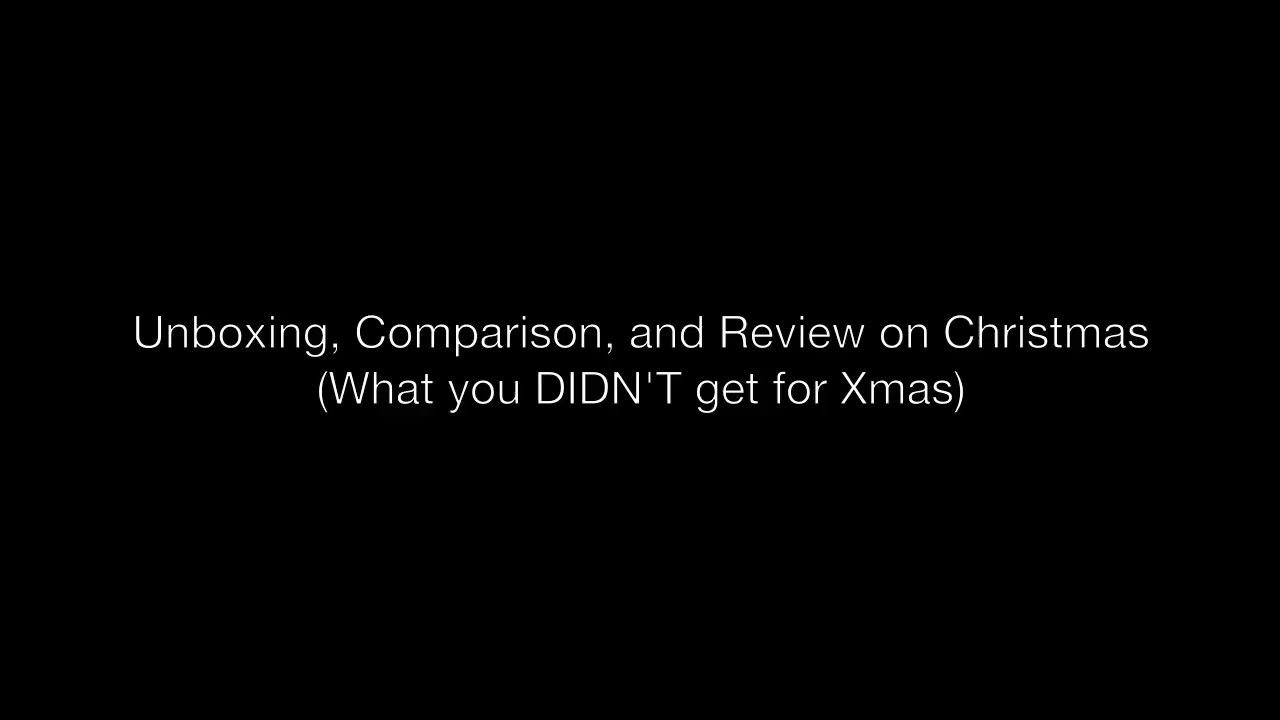 Unboxing, Comparison, and Review on Christmas
(What you DIDN'T get for Xmas)